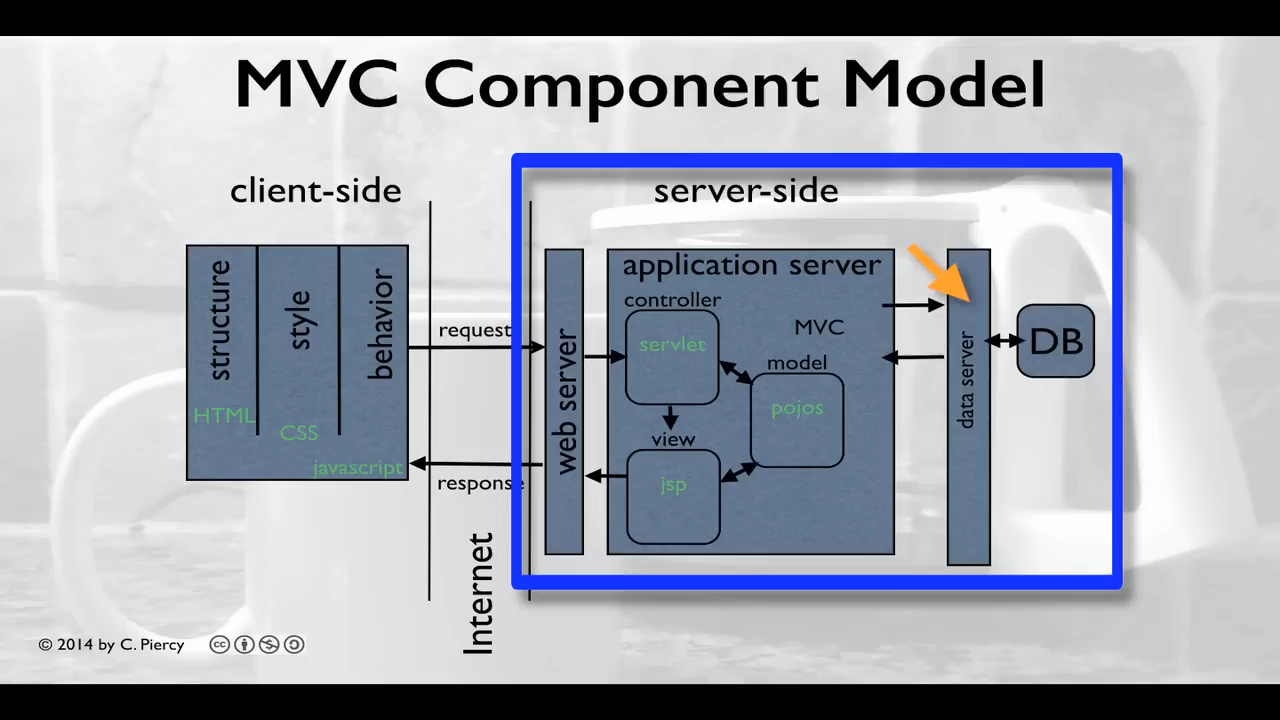 MVC Component Model
client-side
server-side
structure
style
behavior
HTML
CSS
javascript
request
response
Internet
web server
application server
controller
servlet
MVC
model
pojos
view
jsp
data server
DB
© 2014 by C. Piercy
cc